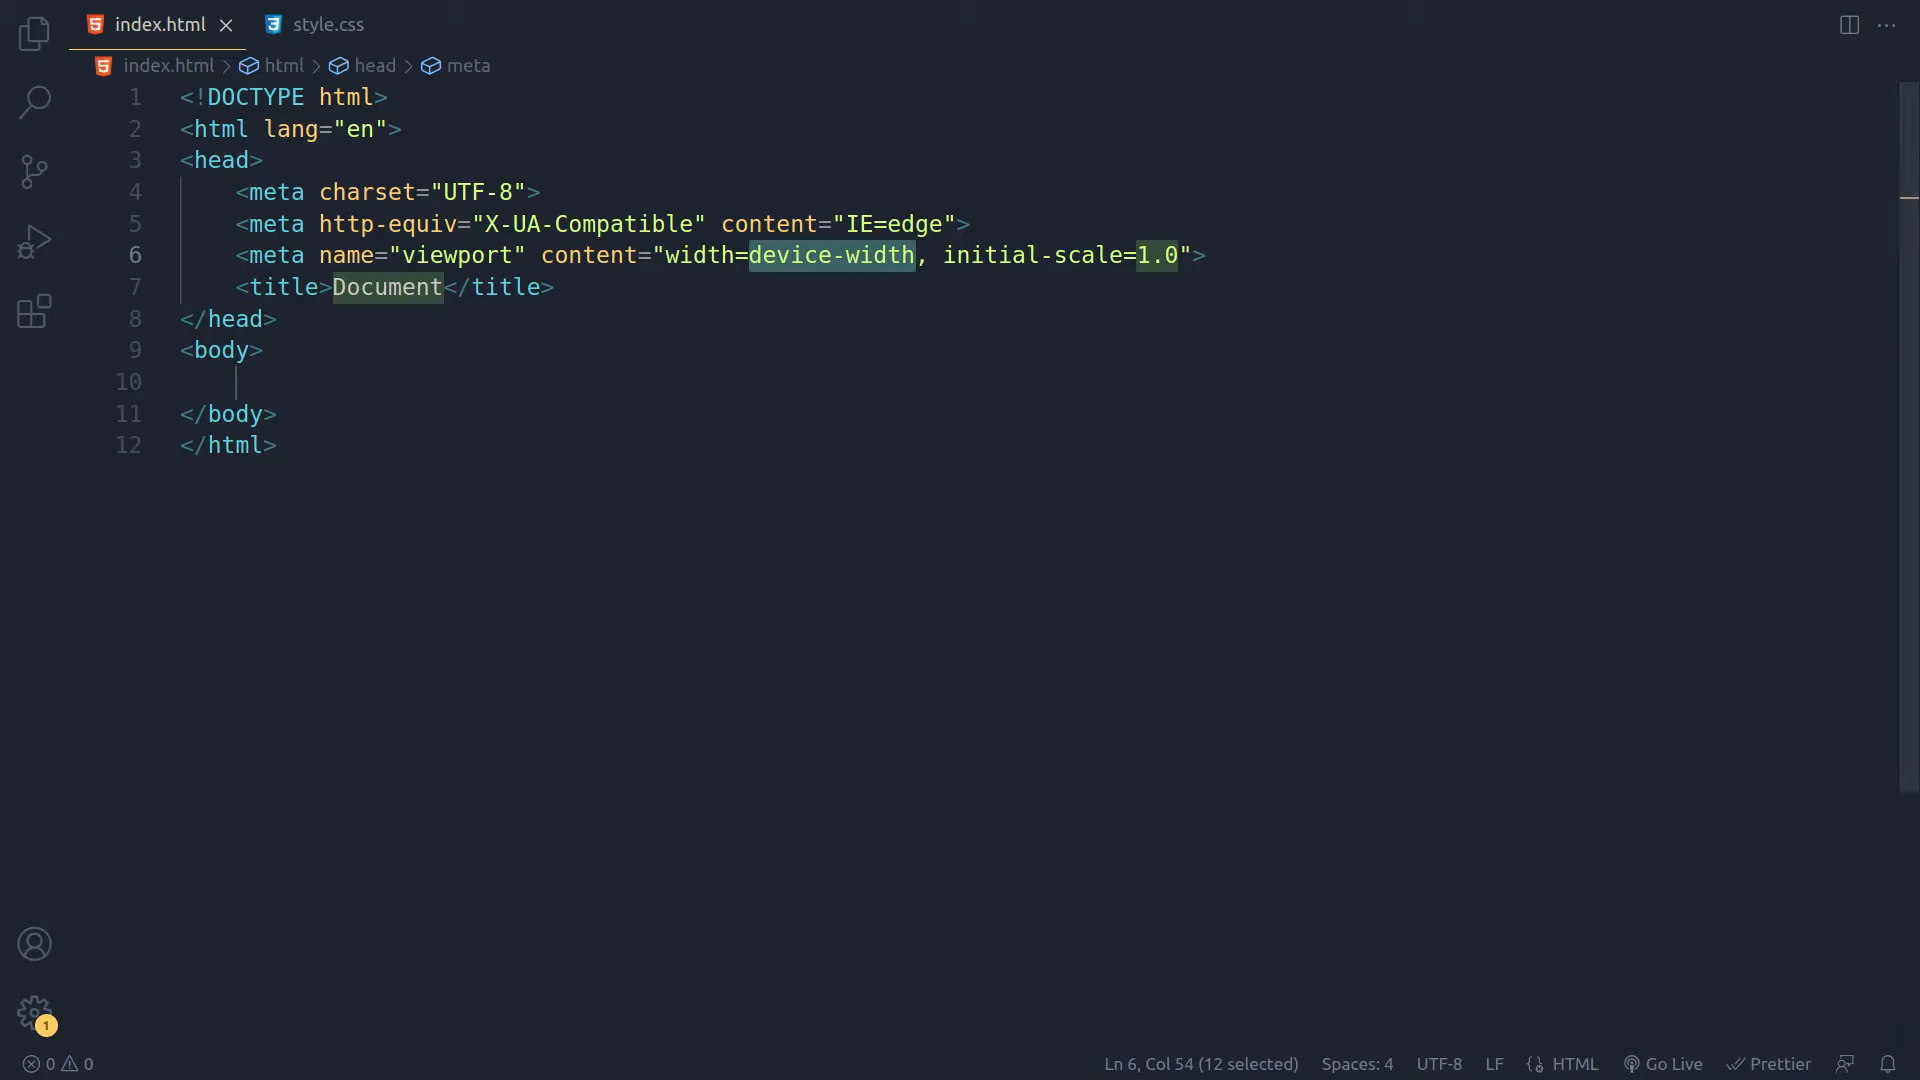 index.html
style.css
index.html > html > head > meta
1 <!DOCTYPE html>
2 <html lang="en">
3 <head>
4     <meta charset="UTF-8">
5     <meta http-equiv="X-UA-Compatible" content="IE=edge">
6     <meta name="viewport" content="width=device-width, initial-scale=1.0">
7     <title>Document</title>
8 </head>
9 <body>
10
11 </body>
12 </html>
1
0 0
Ln 6, Col 54 (12 selected) Spaces: 4 UTF-8 LF HTML Go Live Prettier